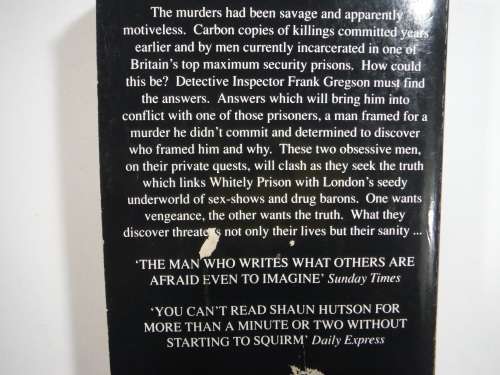 The murders had been savage and apparently
motiveless. Carbon copies of killings committed years
earlier and by men currently incarcerated in one of
Britain's top maximum security prisons. How could
this be? Detective Inspector Frank Gregson must find
the answers. Answers which will bring him into
conflict with one of those prisoners, a man framed for a
murder he didn't commit and determined to discover
who framed him and why. These two obsessive men,
on their private quests, will clash as they seek the truth
which links Whitely Prison with London's seedy
underworld of sex-shows and drug barons. One wants
vengeance, the other wants the truth. What they
discover threatens not only their lives but their sanity ...
'THE MAN WHO WRITES WHAT OTHERS ARE
AFRAID EVEN TO IMAGINE' Sunday Times
'YOU CAN'T READ SHAUN HUTSON FOR
MORE THAN A MINUTE OR TWO WITHOUT
STARTING TO SQUIRM' Daily Express